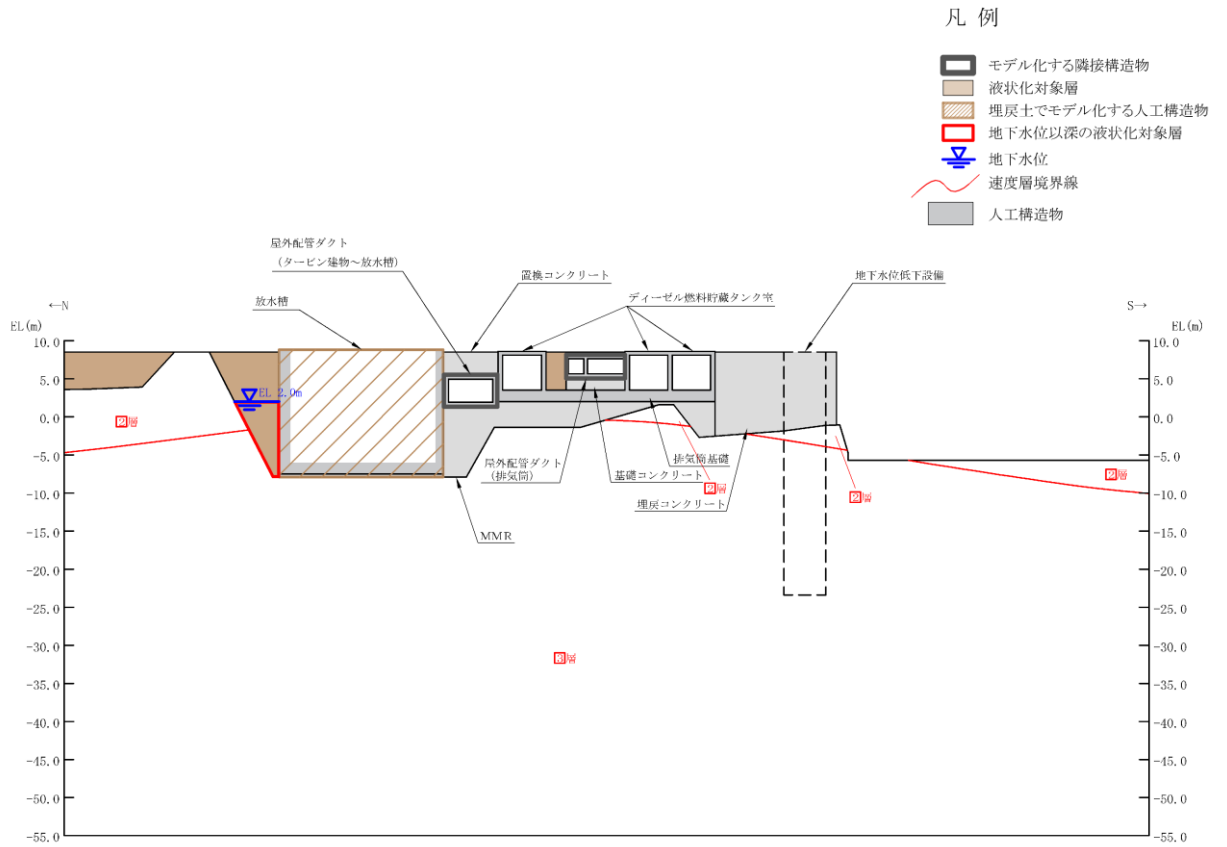 凡 例
モデル化する隣接構造物
液状化対象層
埋戻土でモデル化する人工構造物
地下水位以深の液状化対象層
地下水位
速度層境界線
人工構造物
屋外配管ダクト
(タービン建物～放水槽)
置換コンクリート
地下水位低下設備
ディーゼル燃料貯蔵タンク室
放水槽
←N
S→
EL(m)
EL(m)
10.0
10.0
5.0
5.0
EL 2.0m
0.0
0.0
2層
-5.0
-5.0
屋外配管ダクト
(排気筒)
排気筒基礎
基礎コンクリート
2層
2層
2層
埋戻コンクリート
-10.0
-10.0
MMR
-15.0
-15.0
-20.0
-20.0
-25.0
-25.0
-30.0
-30.0
3層
-35.0
-35.0
-40.0
-40.0
-45.0
-45.0
-50.0
-50.0
-55.0
-55.0